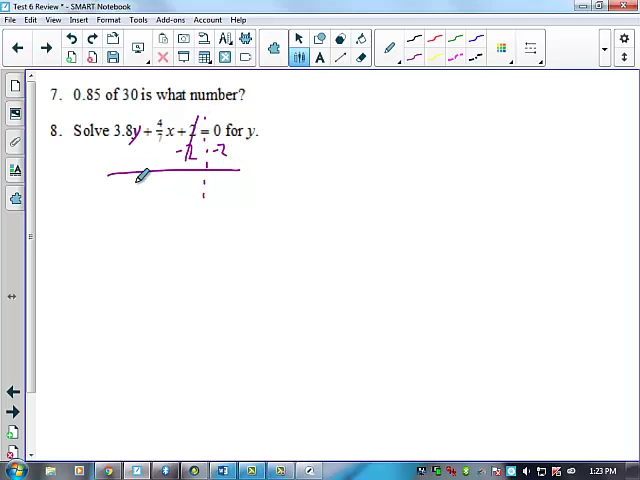 Test 6 Review * - SMART Notebook
File Edit View Insert Format Tools Add-ons Account Help
7. 0.85 of 30 is what number?
8. Solve 3.8y + 4/7 x + 2 = 0 for y.
-2 -2
1:23 PM